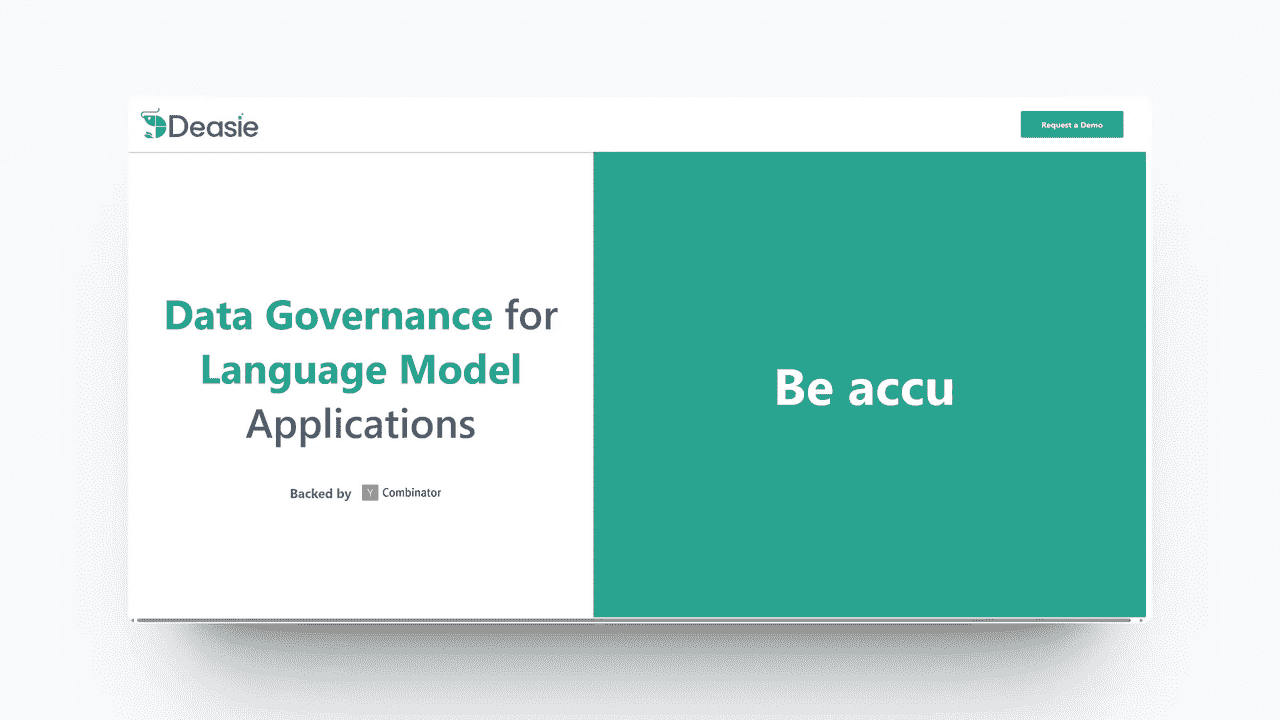 Deasie
Request a Demo
Data Governance for
Language Model
Applications
Backed by Y Combinator
Be accu